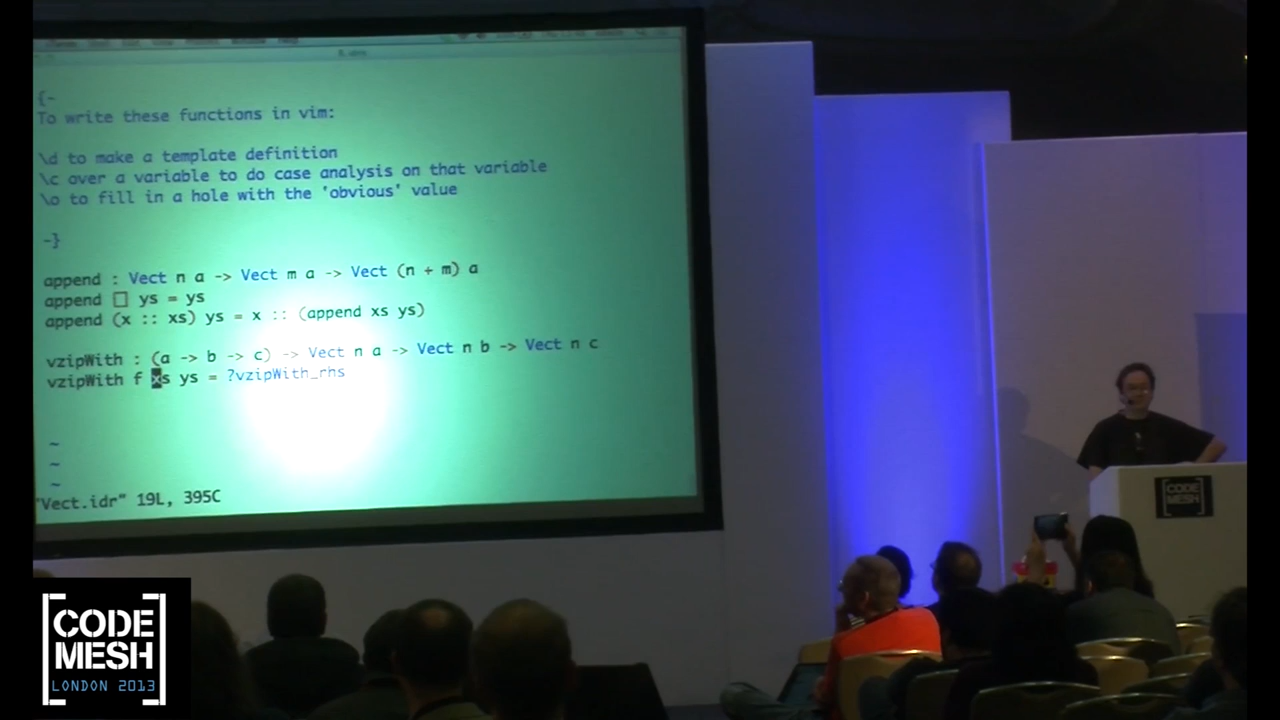 {-
To write these functions in vim:
\d to make a template definition
\c over a variable to do case analysis on that variable
\o to fill in a hole with the 'obvious' value
-}
append : Vect n a -> Vect m a -> Vect (n + m) a
append [] ys = ys
append (x :: xs) ys = x :: (append xs ys)
vzipWith : (a -> b -> c) -> Vect n a -> Vect n b -> Vect n c
vzipWith f xs ys = ?vzipWith_rhs
~
~
~
"Vect.idr" 19L, 395C
[CODE
MESH]
[CODE
MESH]
LONDON 2013